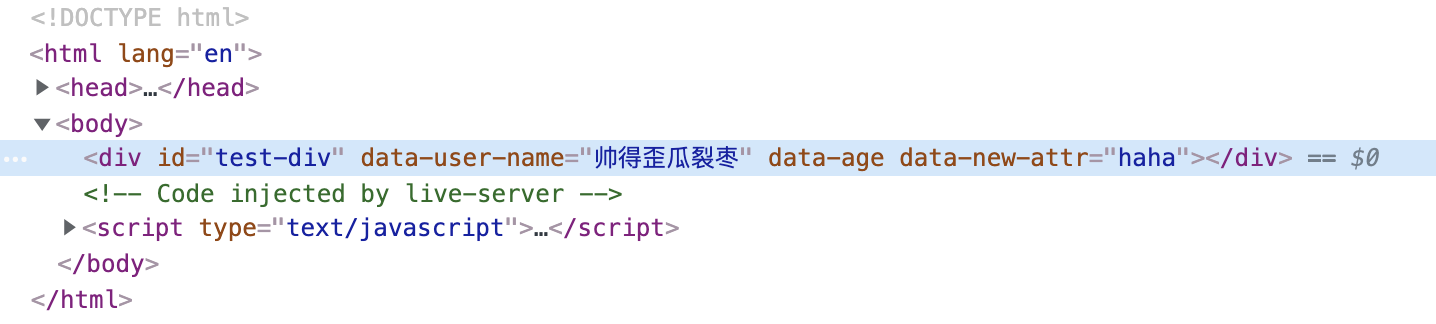 <!DOCTYPE html>
<html lang="en">
▶<head>…</head>
▼<body>
… <div id="test-div" data-user-name="帅得歪瓜裂枣" data-age data-new-attr="haha"></div> == $0
<!-- Code injected by live-server -->
▶<script type="text/javascript">…</script>
</body>
</html>